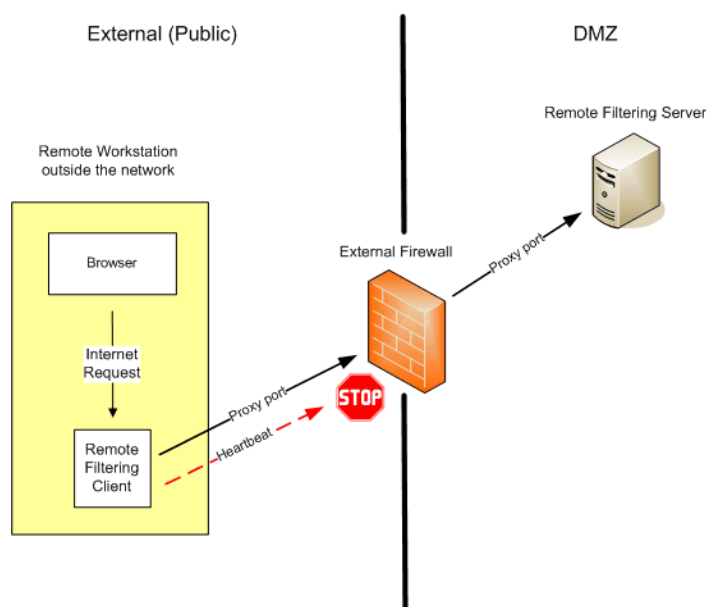 External (Public)
DMZ
Remote Filtering Server
Remote Workstation
outside the network
Browser
External Firewall
Proxy port
Internet
Request
Proxy port
STOP
Heartbeat
Remote
Filtering
Client